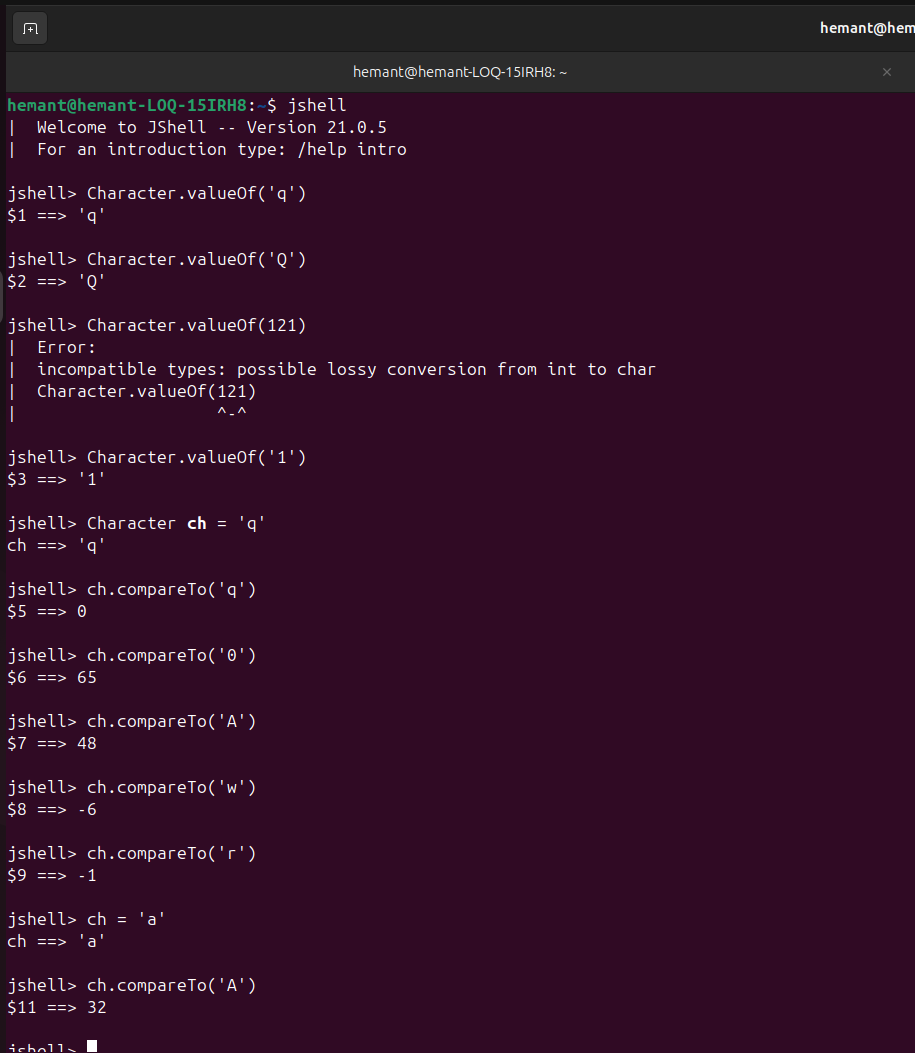 hemant@hem
hemant@hemant-LOQ-15IRH8: ~
hemant@hemant-LOQ-15IRH8:~$ jshell
|  Welcome to JShell -- Version 21.0.5
|  For an introduction type: /help intro
jshell> Character.valueOf('q')
$1 ==> 'q'
jshell> Character.valueOf('Q')
$2 ==> 'Q'
jshell> Character.valueOf(121)
|  Error:
|  incompatible types: possible lossy conversion from int to char
|  Character.valueOf(121)
|                    ^-^
jshell> Character.valueOf('1')
$3 ==> '1'
jshell> Character ch = 'q'
ch ==> 'q'
jshell> ch.compareTo('q')
$5 ==> 0
jshell> ch.compareTo('0')
$6 ==> 65
jshell> ch.compareTo('A')
$7 ==> 48
jshell> ch.compareTo('w')
$8 ==> -6
jshell> ch.compareTo('r')
$9 ==> -1
jshell> ch = 'a'
ch ==> 'a'
jshell> ch.compareTo('A')
$11 ==> 32
jshell>